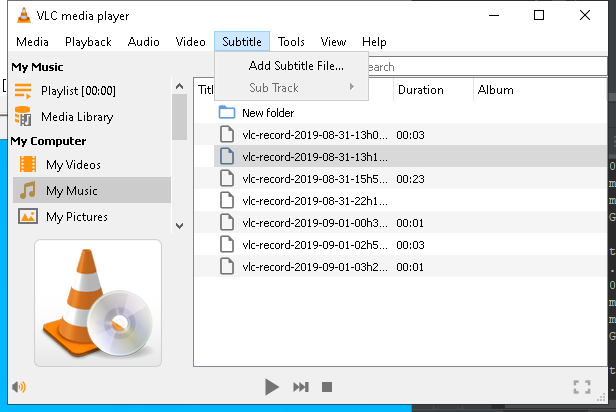 VLC media player
Media Playback Audio Video Subtitle Tools View Help
Add Subtitle File...
Sub Track
My Music
Playlist [00:00]
Media Library
My Computer
My Videos
My Music
My Pictures
Duration Album
New folder
vlc-record-2019-08-31-13h0... 00:03
vlc-record-2019-08-31-13h1...
vlc-record-2019-08-31-15h5... 00:23
vlc-record-2019-08-31-22h1...
vlc-record-2019-09-01-00h3... 00:01
vlc-record-2019-09-01-02h5... 00:03
vlc-record-2019-09-01-03h2... 00:01